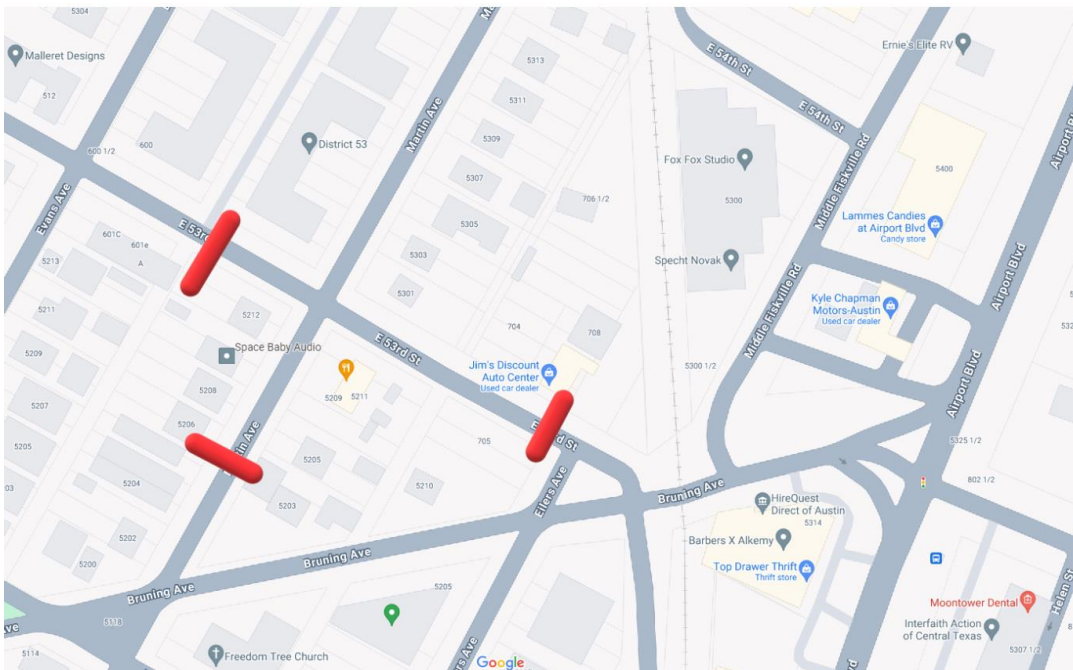 5304
Malleret Designs
512
600 1/2
600
District 53
Martin Ave
5313
5311
5309
5307
5305
5303
5301
706 1/2
E 54th St
E 54th St
Ernie's Elite RV
Middle Fiskville Rd
5400
Airport Bl
Fox Fox Studio
5300
Lammes Candies
at Airport Blvd
Candy store
Specht Novak
Evans Ave
601C
601e
A
5213
5211
5209
5207
5205
5212
Space Baby Audio
5208
5206
5204
5202
5200
E 53rd St
5209
5211
704
708
Jim's Discount
Auto Center
Used car dealer
5300 1/2
Middle Fiskville Rd
Kyle Chapman
Motors-Austin
Used car dealer
Airport Blvd
Airport Blvd
705
5205
5203
5210
Eilers Ave
Bruning Ave
5325 1/2
802 1/2
HireQuest
Direct of Austin
5314
Barbers X Alkemy
Top Drawer Thrift
Thrift store
Bruning Ave
Bruning Ave
5118
5114
5205
Freedom Tree Church
Google
Moontower Dental
Interfaith Action
of Central Texas
5307 1/2
Helen St